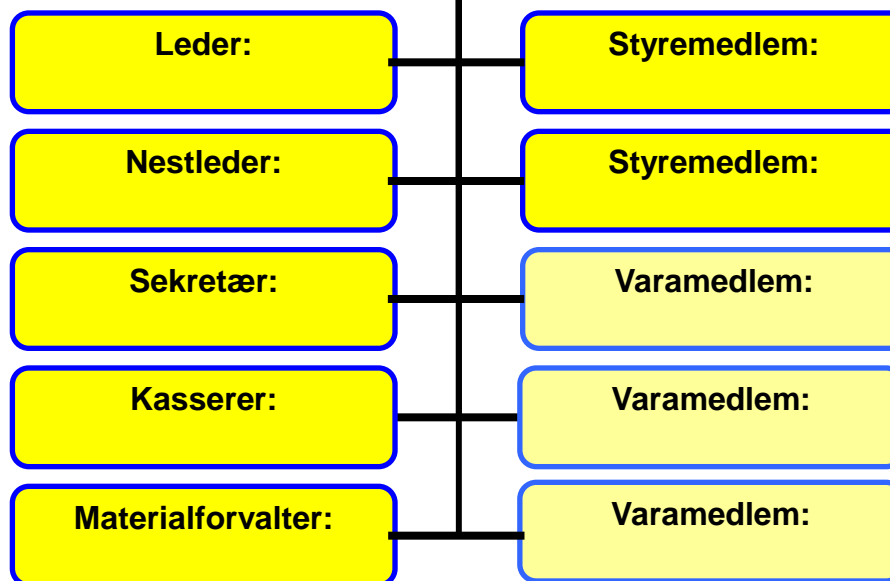 Leder:
Styremedlem:
Nestleder:
Styremedlem:
Sekretær:
Varamedlem:
Kasserer:
Varamedlem:
Materialforvalter:
Varamedlem: